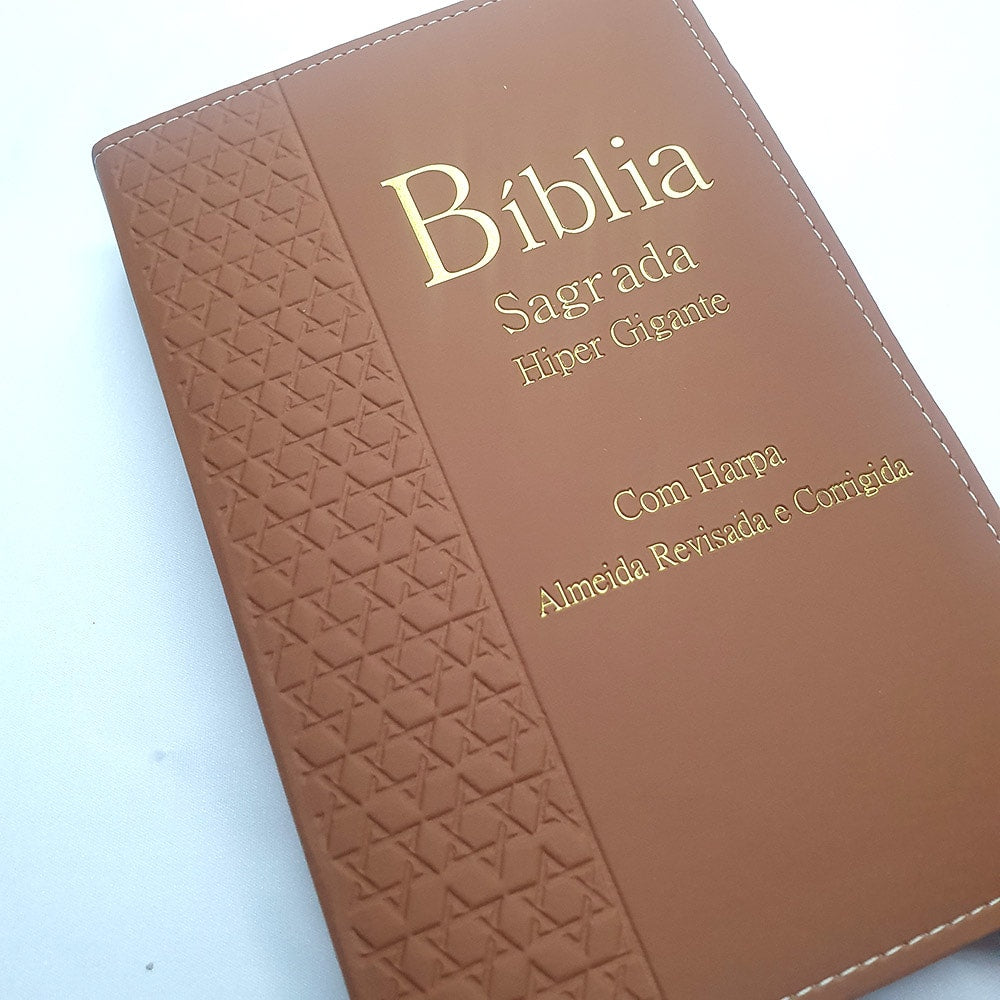 Bíblia
Sagrada
Hiper Gigante
Com Harpa
Almeida Revisada e Corrigida